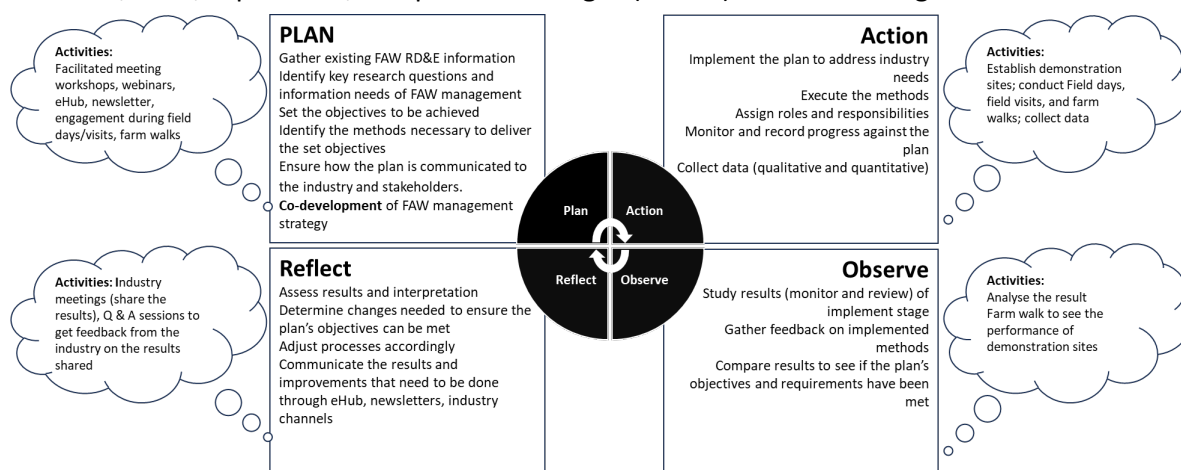 Activities:
Facilitated meeting
workshops, webinars,
eHub, newsletter,
engagement during field
days/visits, farm walks
PLAN
Gather existing FAW RD&E information
Identify key research questions and
information needs of FAW management
Set the objectives to be achieved
Identify the methods necessary to deliver
the set objectives
Ensure how the plan is communicated to
the industry and stakeholders.
Co-development of FAW management
strategy
Action
Implement the plan to address industry
needs
Execute the methods
Assign roles and responsibilities
Monitor and record progress against the
plan
Collect data (qualitative and quantitative)
Activities:
Establish demonstration
sites; conduct Field days,
field visits, and farm
walks; collect data
Plan
Action
Reflect
Observe
Activities: Industry
meetings (share the
results), Q & A sessions to
get feedback from the
industry on the results
shared
Reflect
Assess results and interpretation
Determine changes needed to ensure the
plan's objectives can be met
Adjust processes accordingly
Communicate the results and
improvements that need to be done
through eHub, newsletters, industry
channels
Observe
Study results (monitor and review) of
implement stage
Gather feedback on implemented
methods
Compare results to see if the plan's
objectives and requirements have been
met
Activities:
Analyse the result
Farm walk to see the
performance of
demonstration sites